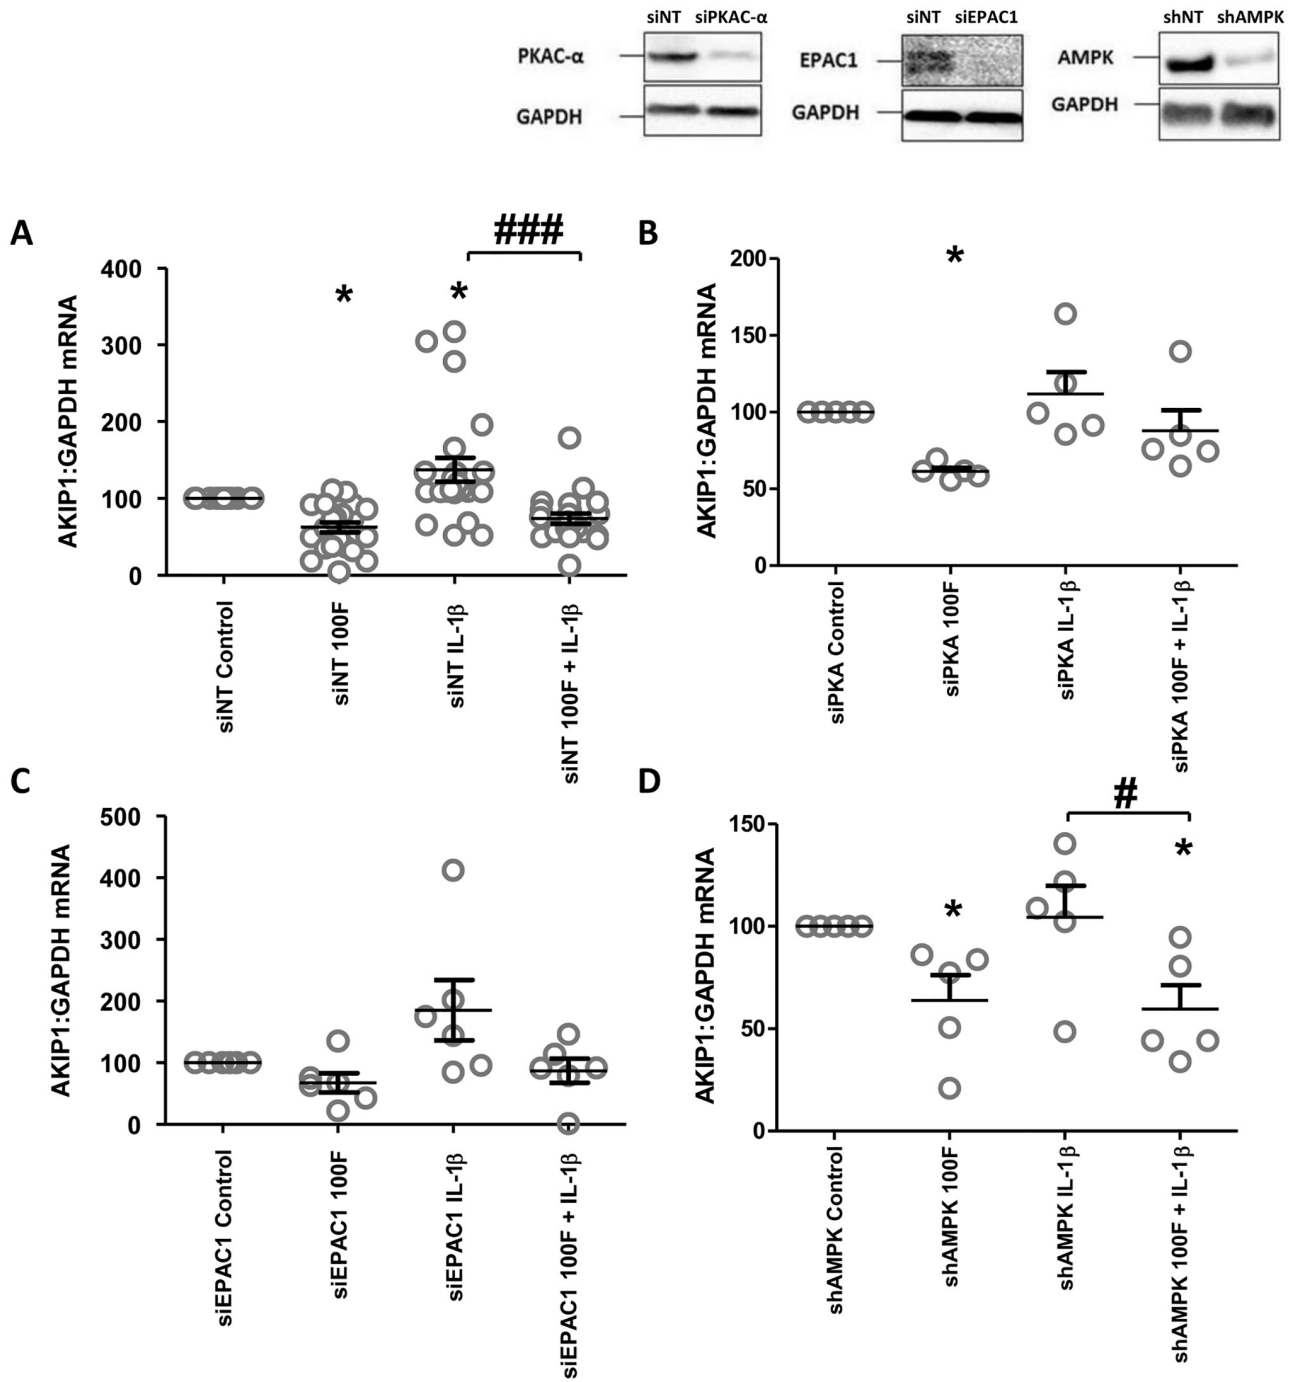 siNT siPKAC-α
siNT siEPAC1
shNT shAMPK
PKAC-α
EPAC1
AMPK
GAPDH
GAPDH
GAPDH
A
###
AKIP1:GAPDH mRNA
400
300
200
100
0
*
*
siNT Control
siNT 100F
siNT IL-1β
siNT 100F + IL-1β
B
AKIP1:GAPDH mRNA
200
150
100
50
0
*
siPKA Control
siPKA 100F
siPKA IL-1β
siPKA 100F + IL-1β
C
AKIP1:GAPDH mRNA
500
400
300
200
100
0
siEPAC1 Control
siEPAC1 100F
siEPAC1 IL-1β
siEPAC1 100F + IL-1β
D
#
AKIP1:GAPDH mRNA
150
100
50
0
*
*
shAMPK Control
shAMPK 100F
shAMPK IL-1β
shAMPK 100F + IL-1β